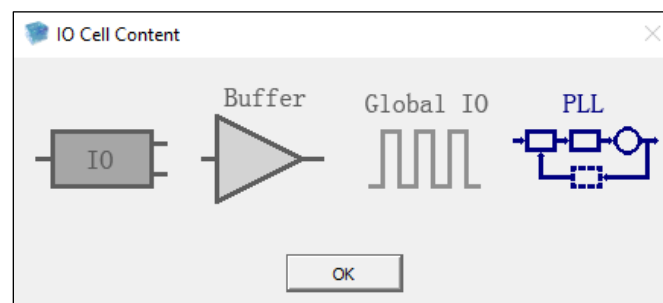 IO Cell Content
Buffer
Global IO
PLL
IO
OK